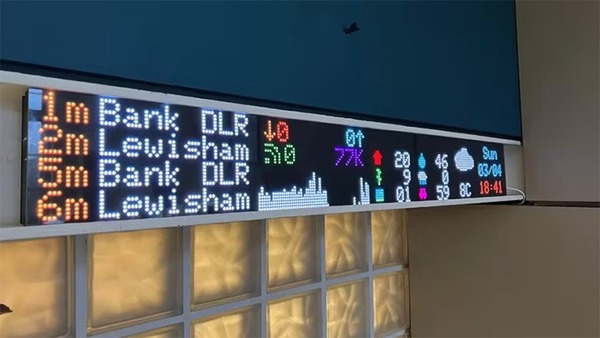 1m Bank DLR
2m Lewisham
5m Bank DLR
6m Lewisham
↓0 0↑
0 77K
20 46
9 0
01 59 8C
Sun
03/04
18:41